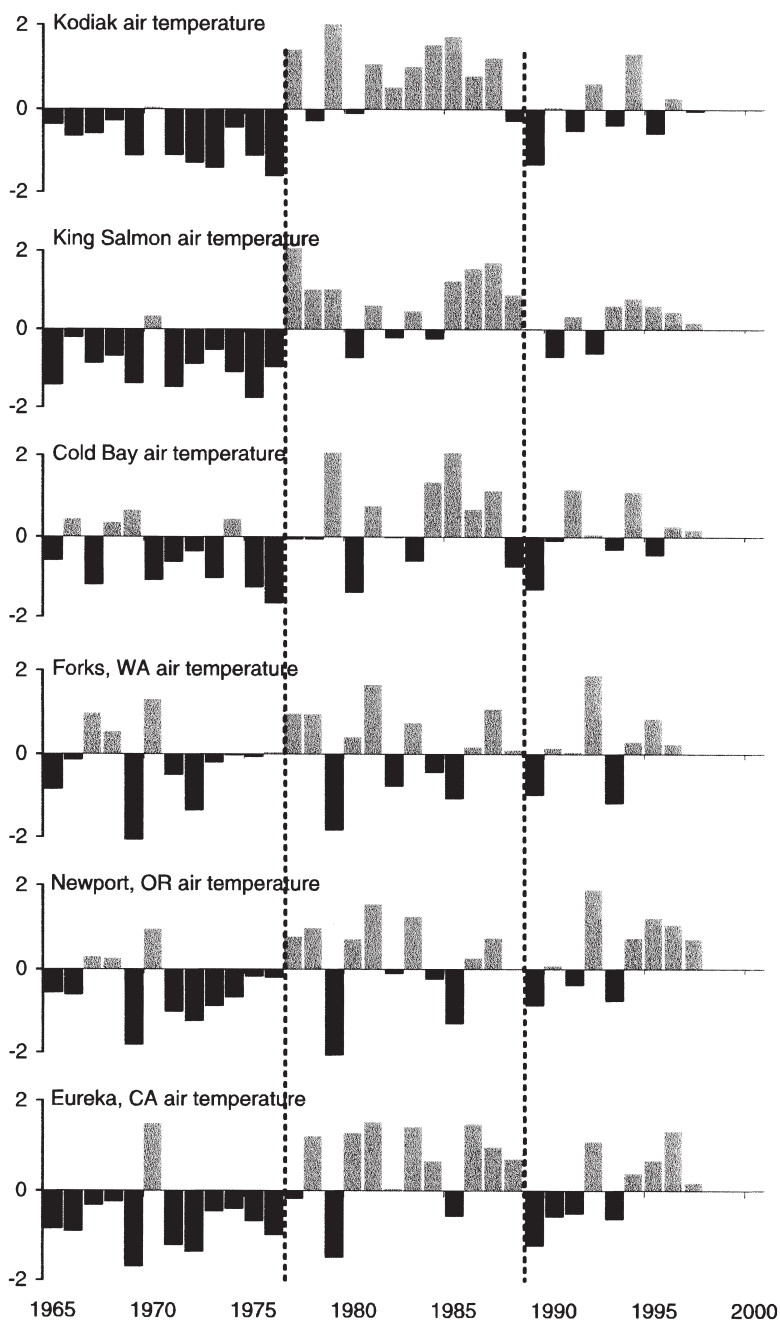 2
Kodiak air temperature
0
-2
2
King Salmon air temperature
0
-2
2
Cold Bay air temperature
0
-2
2
Forks, WA air temperature
0
-2
2
Newport, OR air temperature
0
-2
2
Eureka, CA air temperature
0
-2
1965 1970 1975 1980 1985 1990 1995 2000